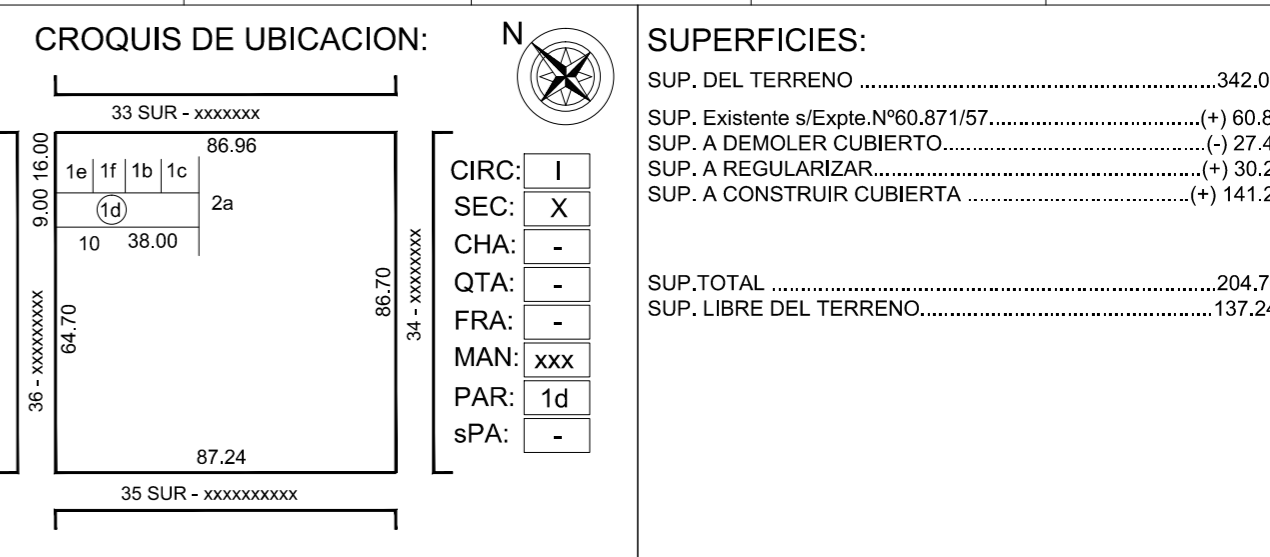 CROQUIS DE UBICACION:
N
33 SUR - xxxxxxx
86.96
16.00
9.00
1e 1f 1b 1c
1d
2a
10 38.00
64.70
36 - xxxxxxxxx
86.70
34 - xxxxxxxx
87.24
35 SUR - xxxxxxxxxx
CIRC: I
SEC: X
CHA: -
QTA: -
FRA: -
MAN: xxx
PAR: 1d
sPA: -
SUPERFICIES:
SUP. DEL TERRENO ..........342.0
SUP. Existente s/Expte.Nº60.871/57..........(+) 60.8
SUP. A DEMOLER CUBIERTO..........(-) 27.4
SUP. A REGULARIZAR..........(+) 30.2
SUP. A CONSTRUIR CUBIERTA ..........(+) 141.2
SUP.TOTAL ..........204.7
SUP. LIBRE DEL TERRENO..........137.24